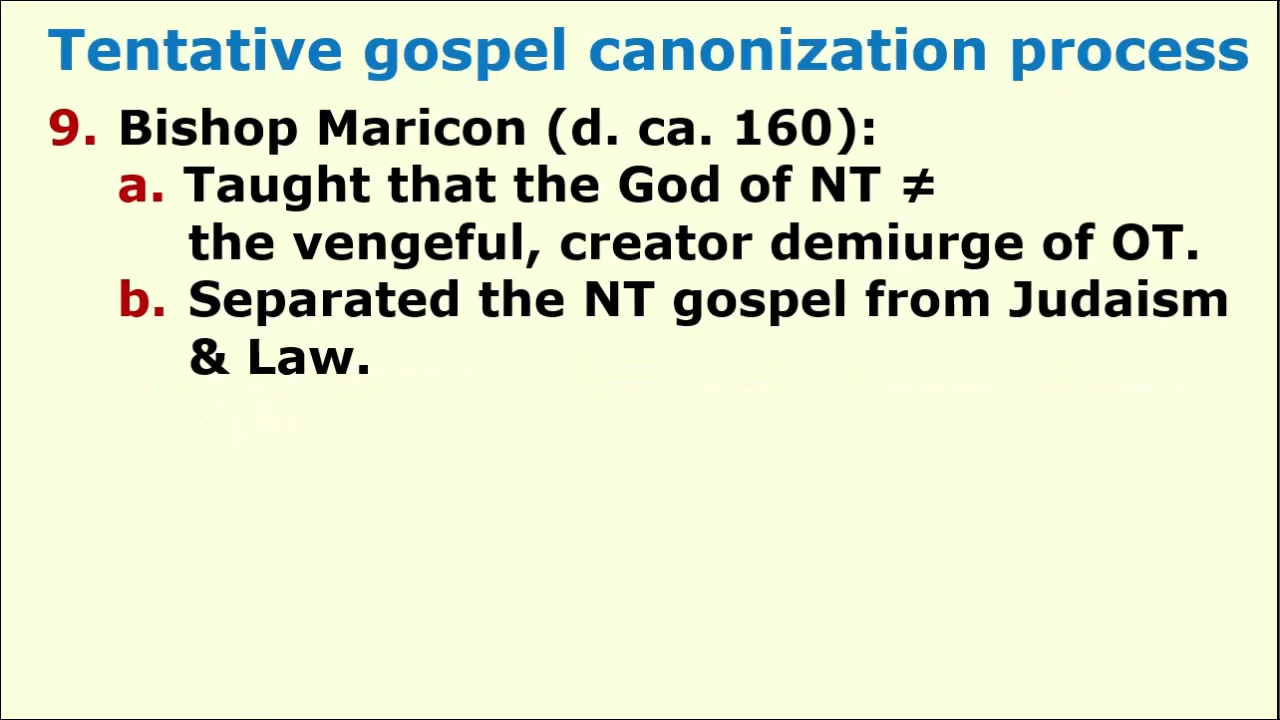 Tentative gospel canonization process
9. Bishop Maricon (d. ca. 160):
a. Taught that the God of NT ≠
the vengeful, creator demiurge of OT.
b. Separated the NT gospel from Judaism
& Law.